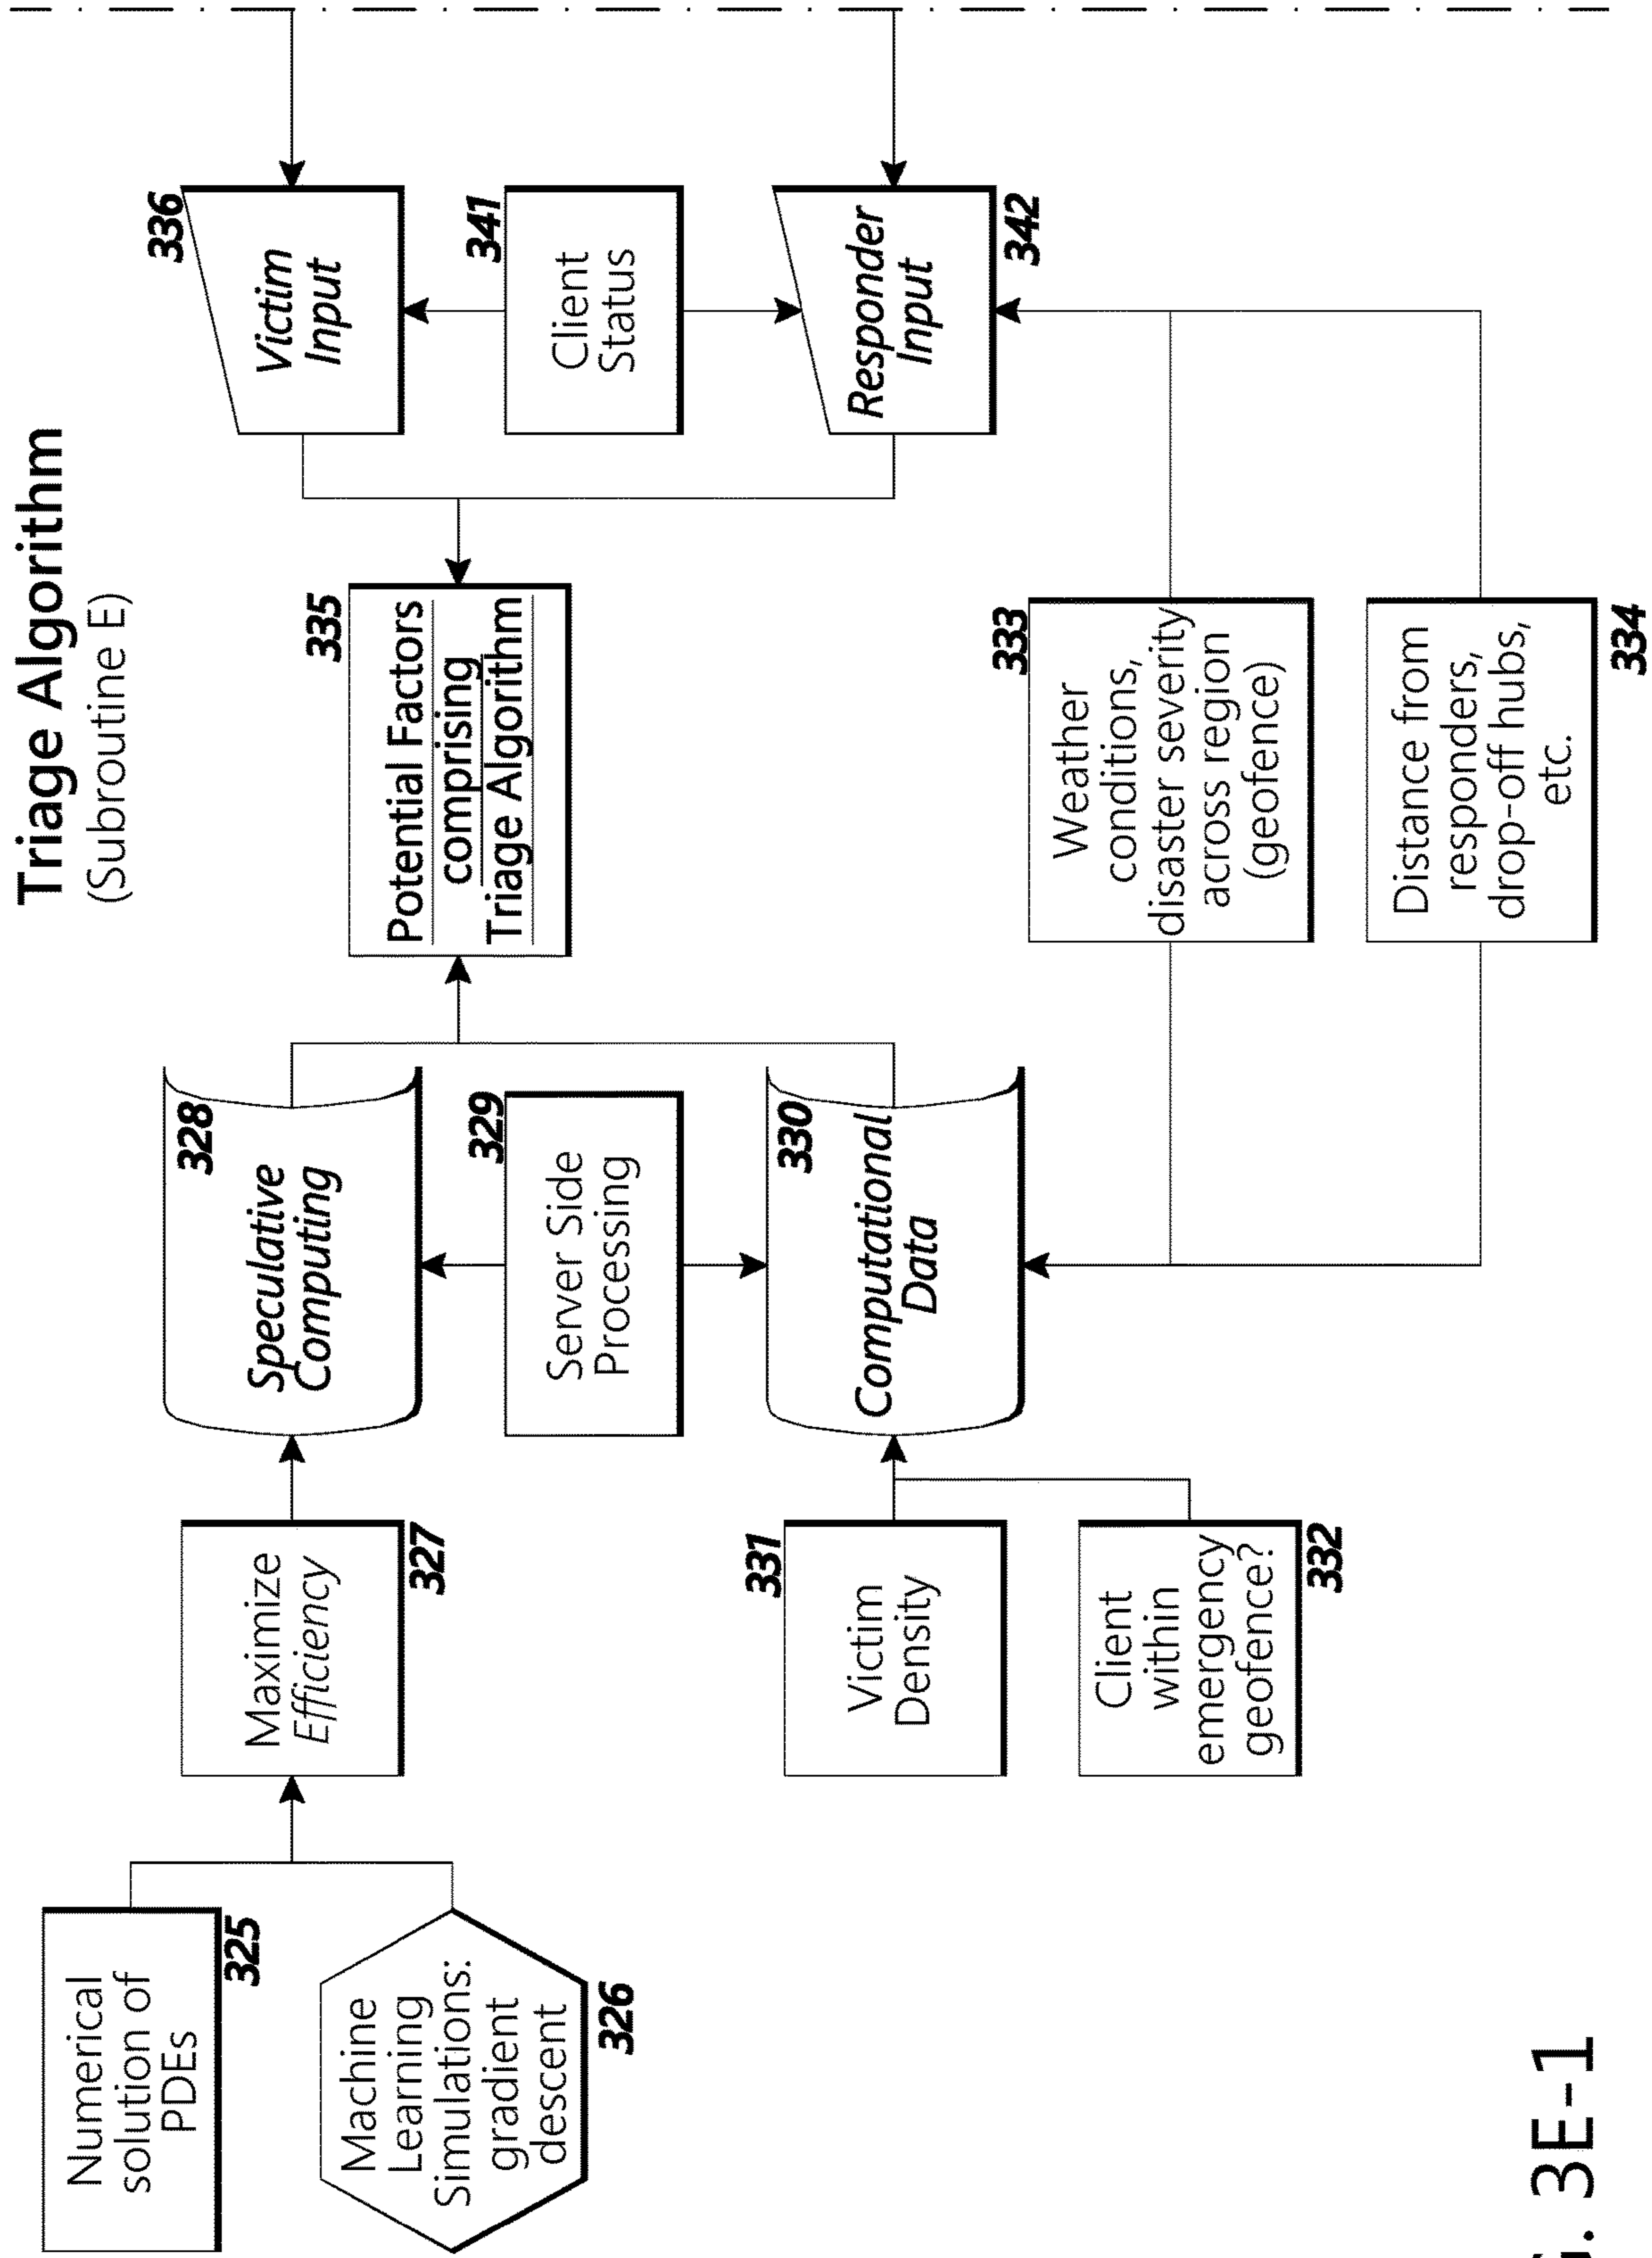 Triage Algorithm
(Subroutine E)
Numerical
solution of
PDEs
325
Machine
Learning
Simulations:
gradient
descent
326
Maximize
Efficiency
327
328
Speculative
Computing
329
Server Side
Processing
330
Computational
Data
331
Victim
Density
Client
within
emergency
geofence?
332
335
Potential Factors
comprising
Triage Algorithm
333
Weather
conditions,
disaster severity
across region
(geofence)
Distance from
responders,
drop-off hubs,
etc.
334
336
Victim
Input
341
Client
Status
Responder
Input
342
G. 3E-1